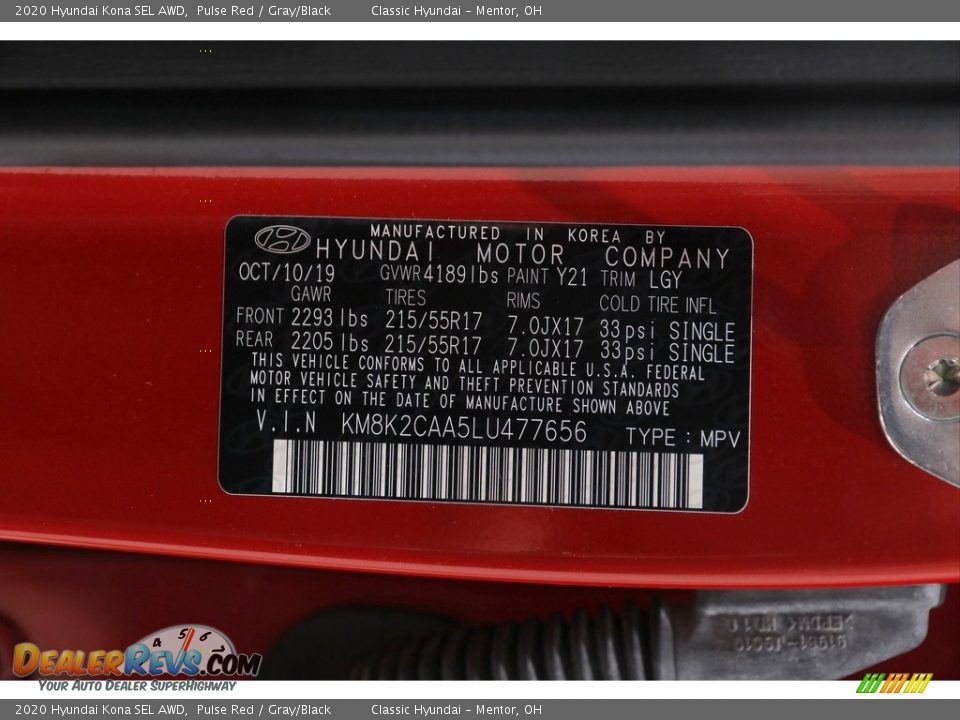 2020 Hyundai Kona SEL AWD, Pulse Red / Gray/Black Classic Hyundai - Mentor, OH
MANUFACTURED IN KOREA BY
HYUNDAI MOTOR COMPANY
OCT/10/19 GVWR 4189 lbs PAINT Y21 TRIM LGY
GAWR TIRES RIMS COLD TIRE INFL
FRONT 2293 lbs 215/55R17 7.0JX17 33psi SINGLE
REAR 2205 lbs 215/55R17 7.0JX17 33psi SINGLE
THIS VEHICLE CONFORMS TO ALL APPLICABLE U.S.A. FEDERAL
MOTOR VEHICLE SAFETY AND THEFT PREVENTION STANDARDS
IN EFFECT ON THE DATE OF MANUFACTURE SHOWN ABOVE
V.I.N KM8K2CAA5LU477656 TYPE : MPV
4 5 6
DEALERREVS.COM
YOUR AUTO DEALER SUPERHIGHWAY
2020 Hyundai Kona SEL AWD, Pulse Red / Gray/Black Classic Hyundai - Mentor, OH